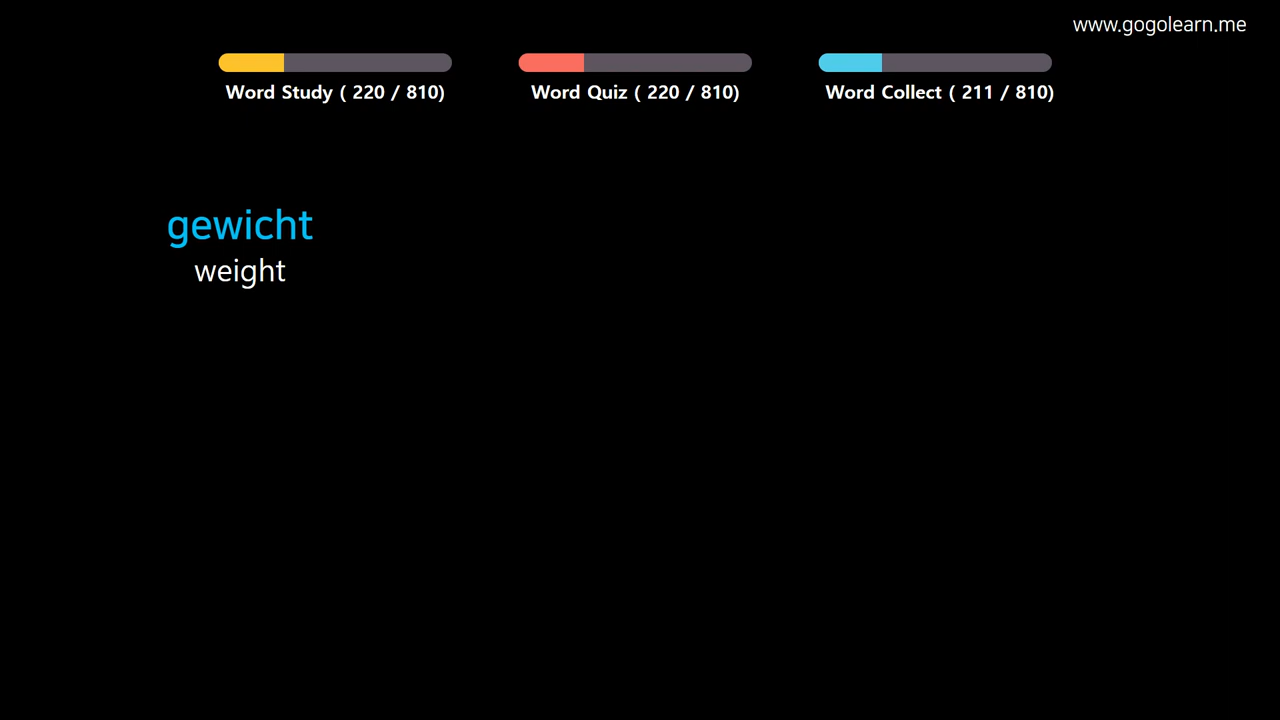 www.gogolearn.me
Word Study ( 220 / 810)
Word Quiz ( 220 / 810)
Word Collect ( 211 / 810)
gewicht
weight